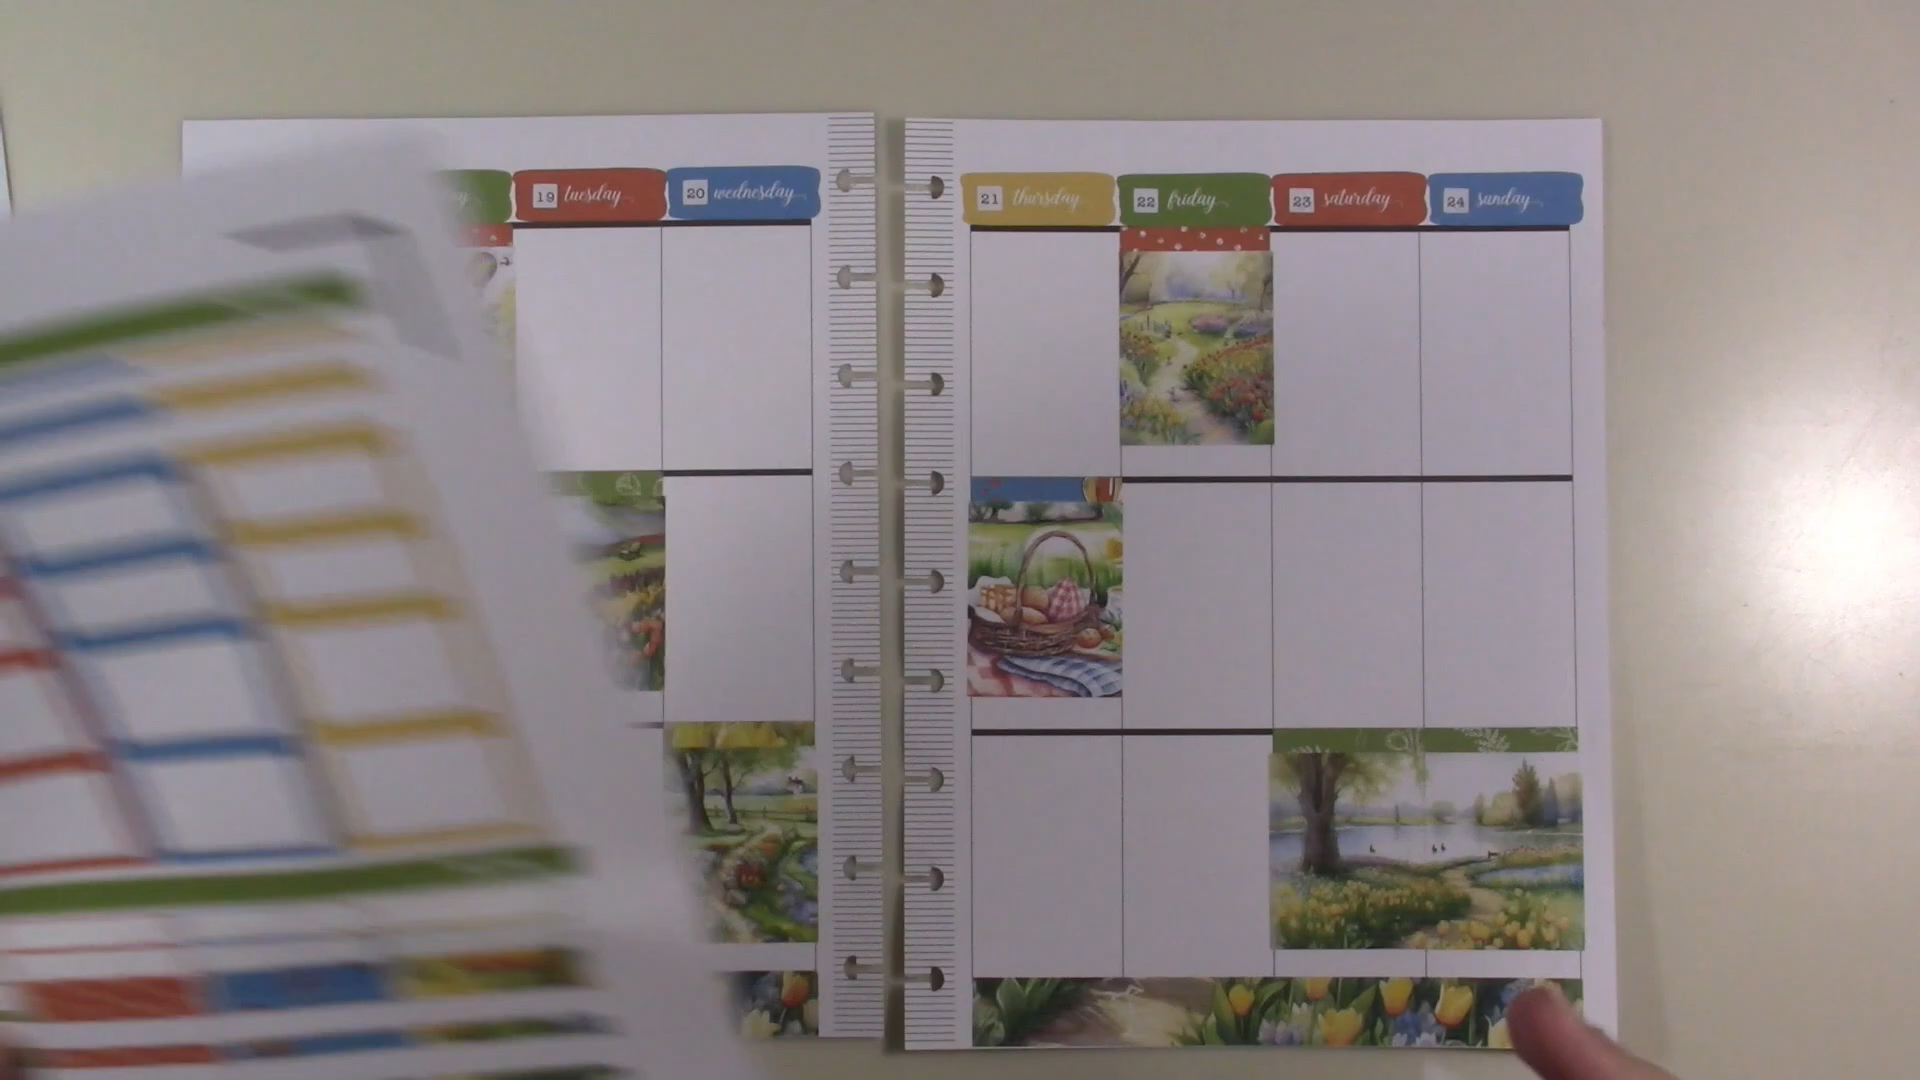 19 tuesday
20 wednesday
21 thursday
22 friday
23 saturday
24 sunday